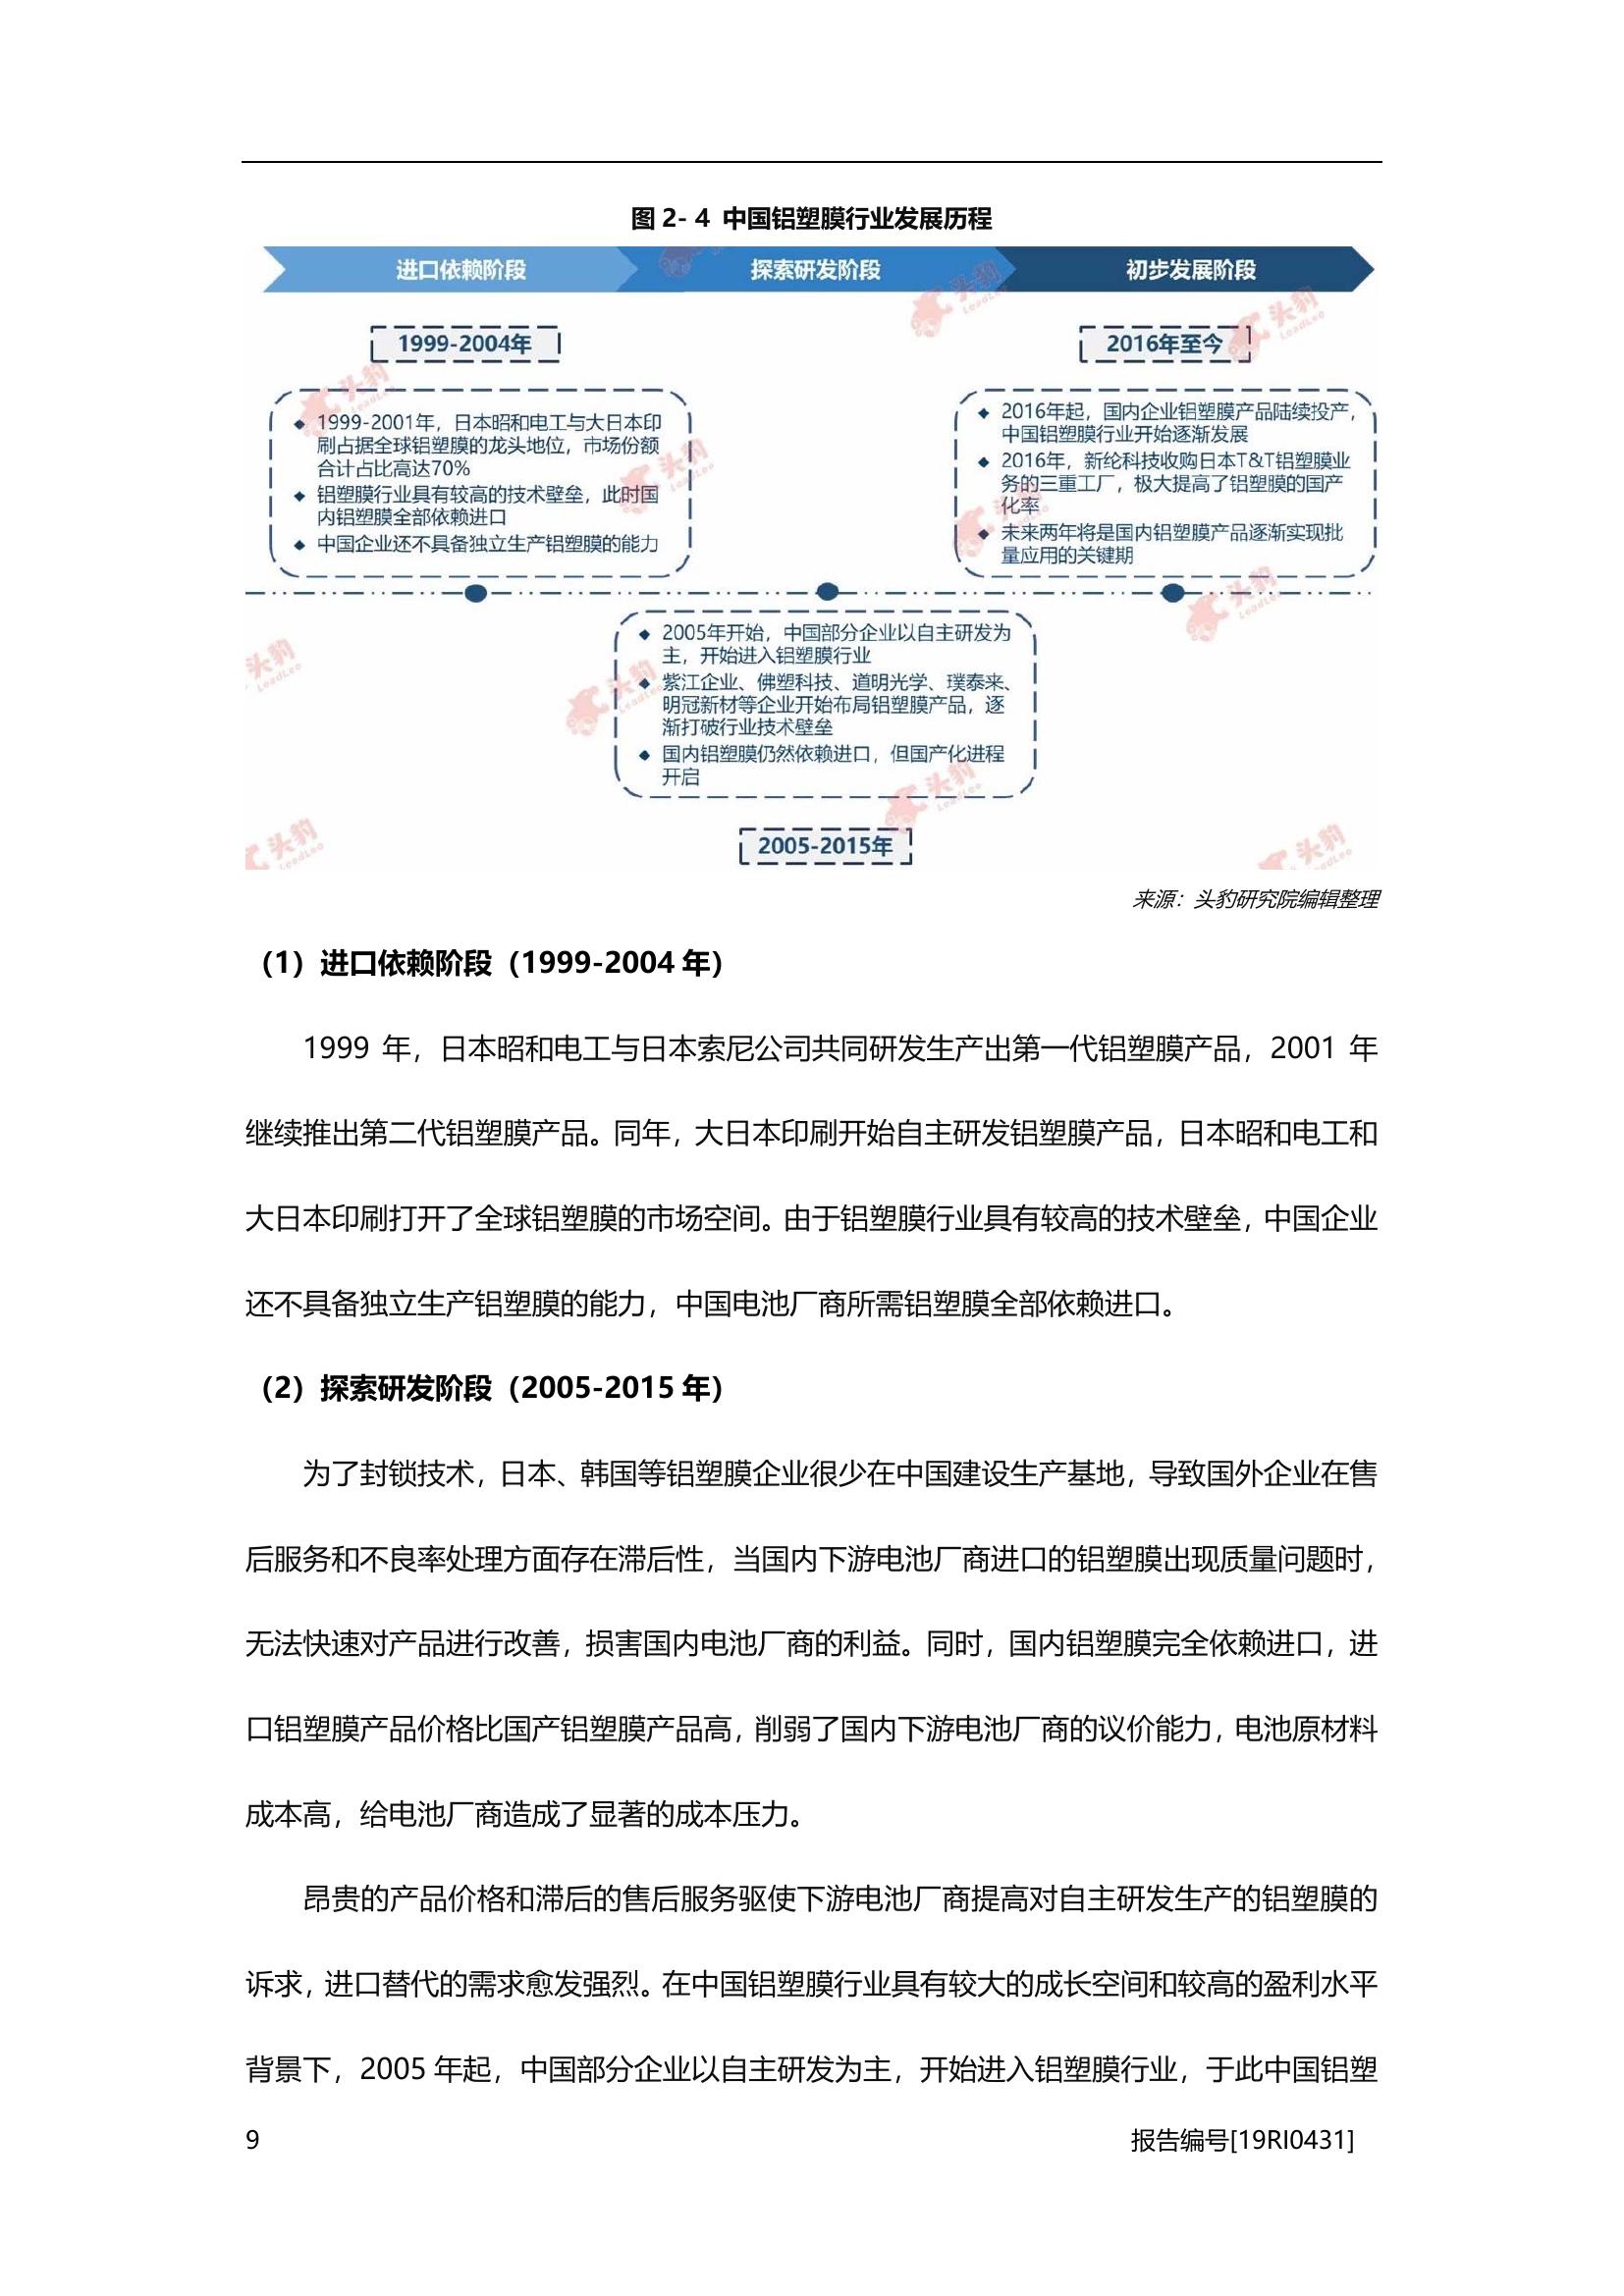 图 2- 4 中国铝塑膜行业发展历程
进口依赖阶段
探索研发阶段
初步发展阶段
1999-2004年
1999-2001年，日本昭和电工与大日本印
刷占据全球铝塑膜的龙头地位，市场份额
合计占比高达70%
铝塑膜行业具有较高的技术壁垒，此时国
内铝塑膜全部依赖进口
中国企业还不具备独立生产铝塑膜的能力
2016年至今
2016年起，国内企业铝塑膜产品陆续投产，
中国铝塑膜行业开始逐渐发展
2016年，新纶科技收购日本T&T铝塑膜业
务的三重工厂，极大提高了铝塑膜的国产
化率
未来两年将是国内铝塑膜产品逐渐实现批
量应用的关键期
2005年开始，中国部分企业以自主研发为
主，开始进入铝塑膜行业
紫江企业、佛塑科技、道明光学、璞泰来、
明冠新材等企业开始布局铝塑膜产品，逐
渐打破行业技术壁垒
国内铝塑膜仍然依赖进口，但国产化进程
开启
2005-2015年
来源：头豹研究院编辑整理
（1）进口依赖阶段（1999-2004 年）
1999 年，日本昭和电工与日本索尼公司共同研发生产出第一代铝塑膜产品，2001 年
继续推出第二代铝塑膜产品。同年，大日本印刷开始自主研发铝塑膜产品，日本昭和电工和
大日本印刷打开了全球铝塑膜的市场空间。由于铝塑膜行业具有较高的技术壁垒，中国企业
还不具备独立生产铝塑膜的能力，中国电池厂商所需铝塑膜全部依赖进口。
（2）探索研发阶段（2005-2015 年）
为了封锁技术，日本、韩国等铝塑膜企业很少在中国建设生产基地，导致国外企业在售
后服务和不良率处理方面存在滞后性，当国内下游电池厂商进口的铝塑膜出现质量问题时，
无法快速对产品进行改善，损害国内电池厂商的利益。同时，国内铝塑膜完全依赖进口，进
口铝塑膜产品价格比国产铝塑膜产品高，削弱了国内下游电池厂商的议价能力，电池原材料
成本高，给电池厂商造成了显著的成本压力。
昂贵的产品价格和滞后的售后服务驱使下游电池厂商提高对自主研发生产的铝塑膜的
诉求，进口替代的需求愈发强烈。在中国铝塑膜行业具有较大的成长空间和较高的盈利水平
背景下，2005 年起，中国部分企业以自主研发为主，开始进入铝塑膜行业，于此中国铝塑
9
报告编号[19RI0431]
头豹
LeadLeo